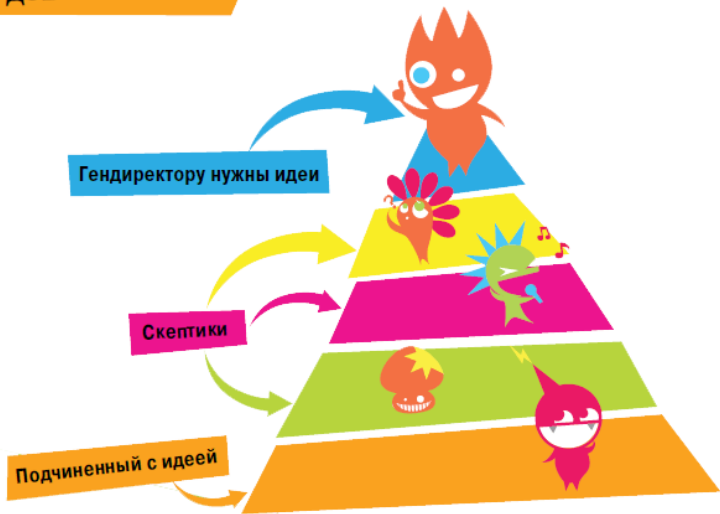 Гендиректору нужны идеи
Скептики
Подчиненный с идеей